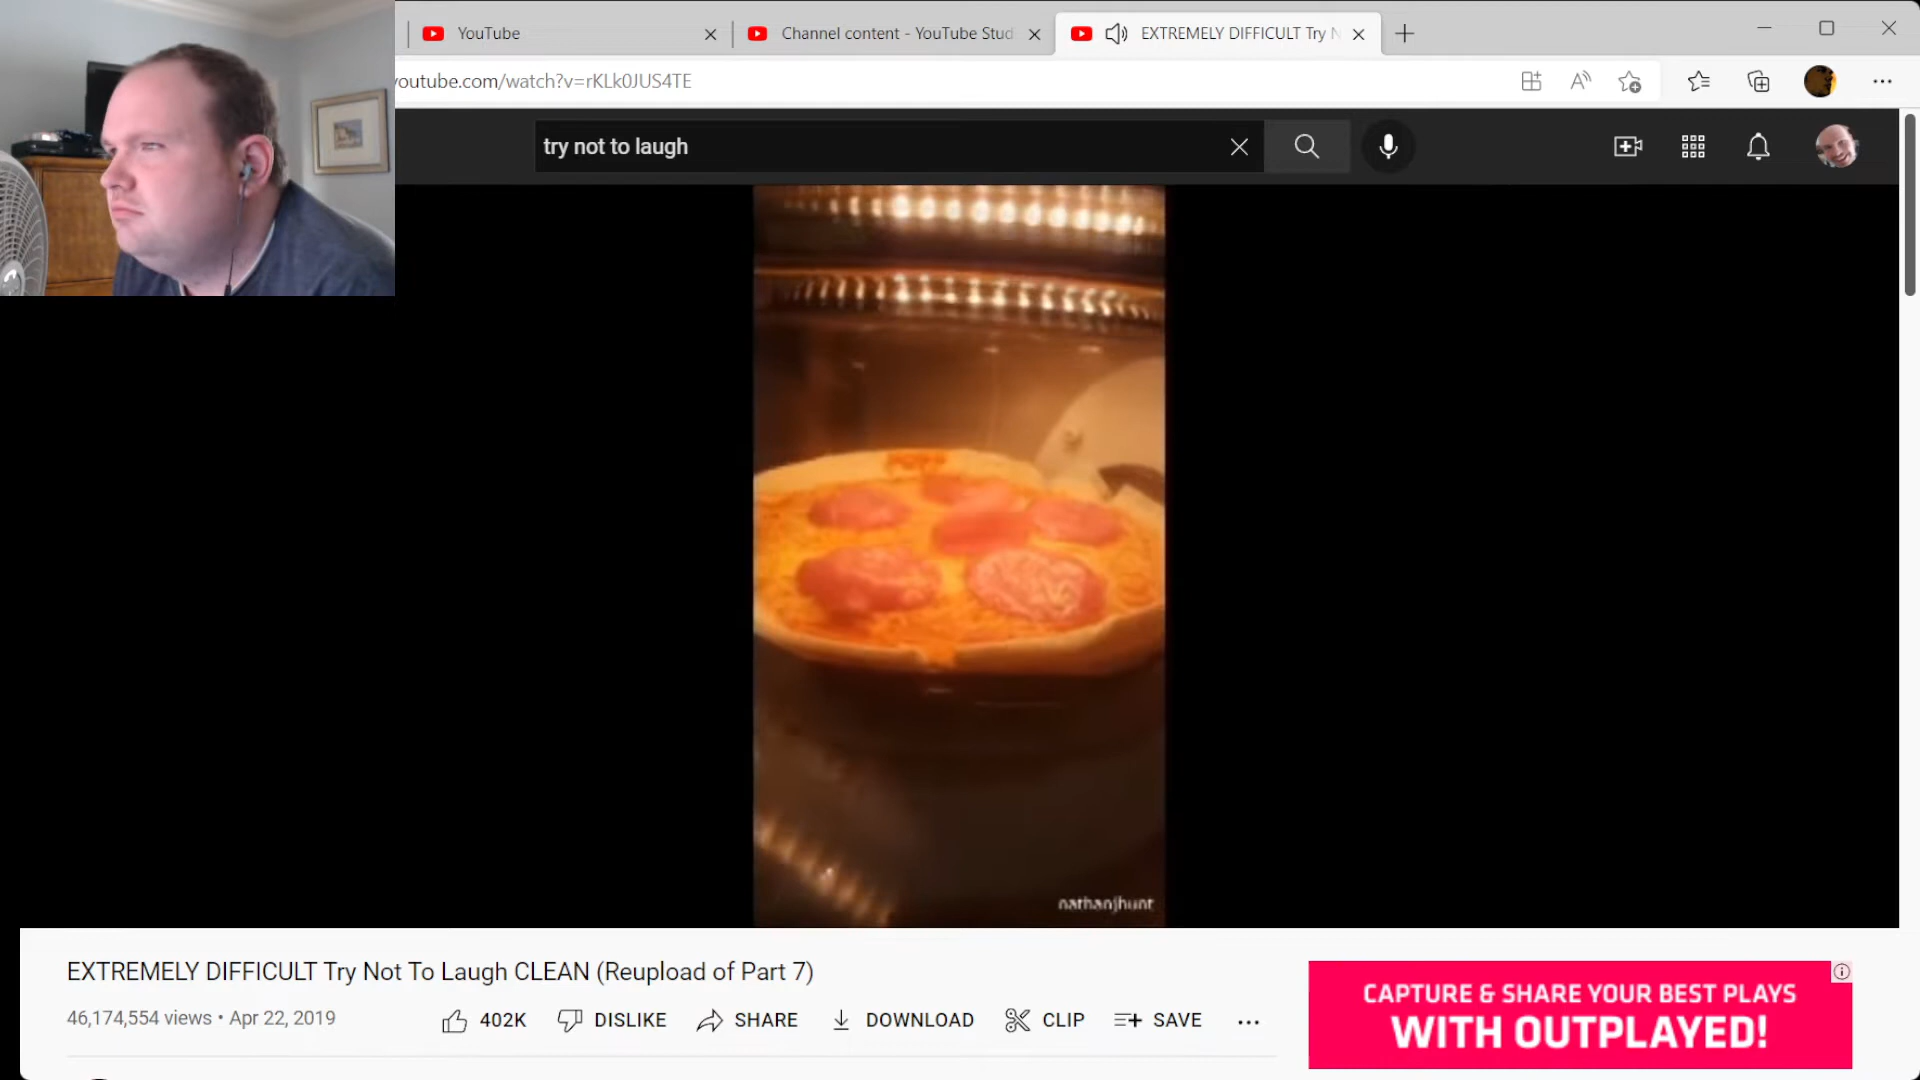 YouTube
Channel content - YouTube Stud
EXTREMELY DIFFICULT Try N
youtube.com/watch?v=rKLk0JUS4TE
try not to laugh
nathanjhunt
EXTREMELY DIFFICULT Try Not To Laugh CLEAN (Reupload of Part 7)
46,174,554 views • Apr 22, 2019
402K
DISLIKE
SHARE
DOWNLOAD
CLIP
SAVE
CAPTURE & SHARE YOUR BEST PLAYS
WITH OUTPLAYED!